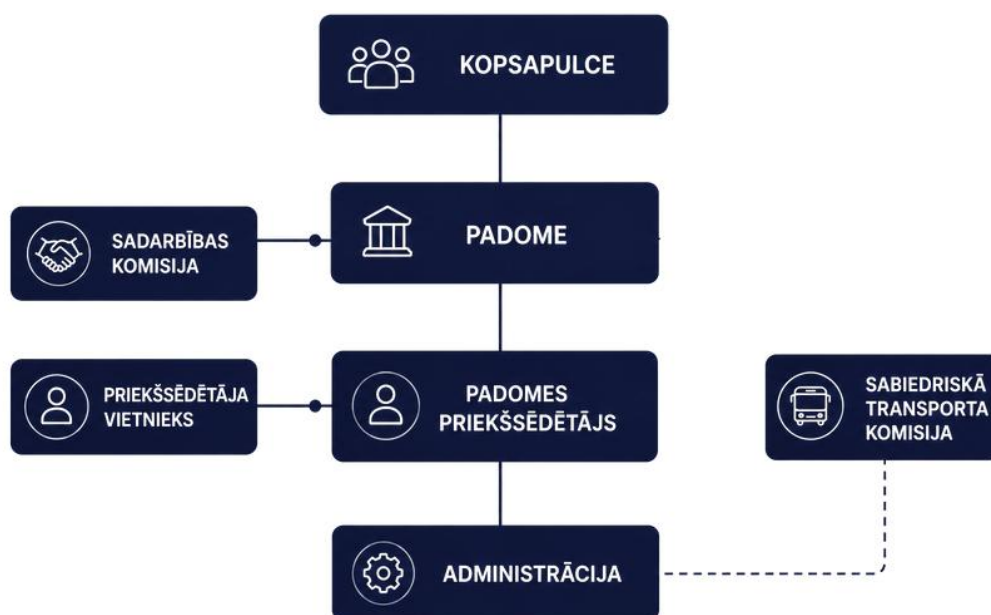 KOPSAPULCE
SADARBĪBAS
KOMISIJA
PADOME
PRIEKŠSĒDĒTĀJA
VIETNIEKS
PADOMES
PRIEKŠSĒDĒTĀJS
SABIEDRISKĀ
TRANSPORTA
KOMISIJA
ADMINISTRĀCIJA